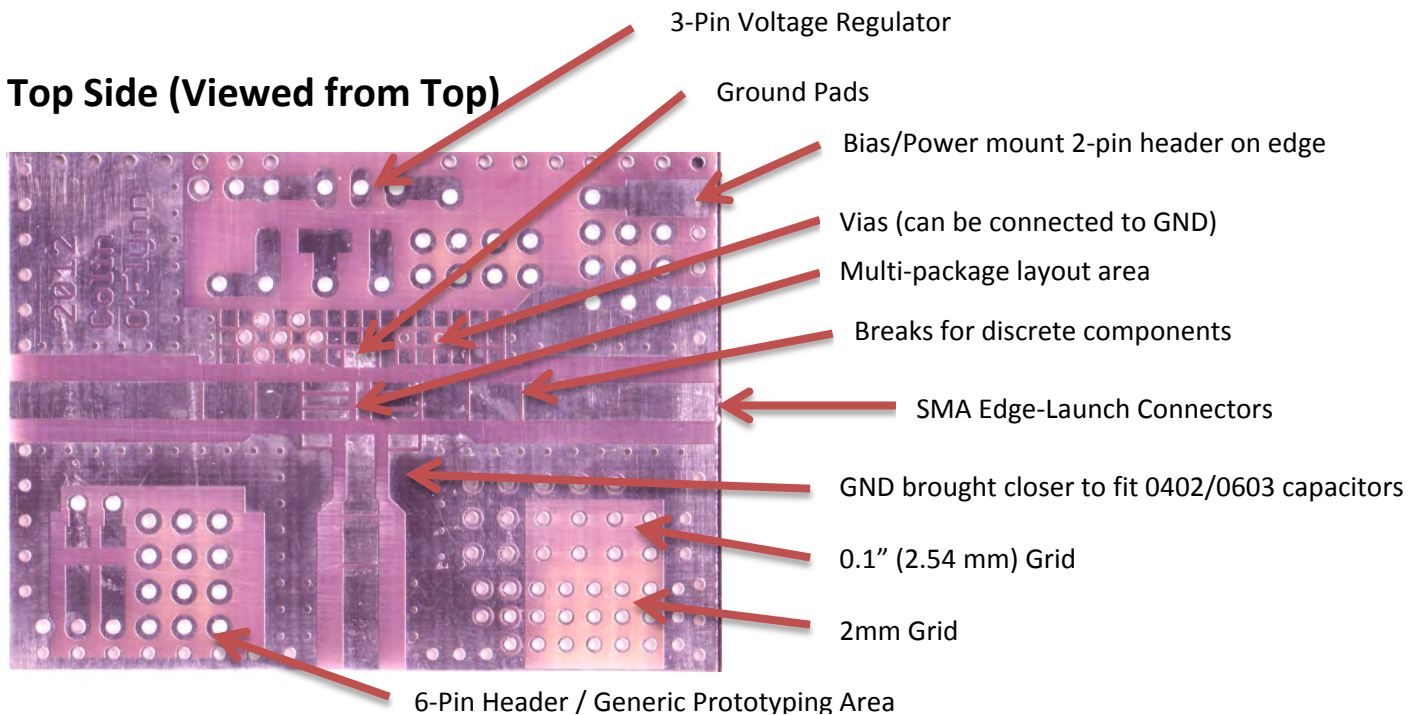 3-Pin Voltage Regulator
Top Side (Viewed from Top)
Ground Pads
Bias/Power mount 2-pin header on edge
Vias (can be connected to GND)
Multi-package layout area
Breaks for discrete components
SMA Edge-Launch Connectors
GND brought closer to fit 0402/0603 capacitors
0.1” (2.54 mm) Grid
2mm Grid
6-Pin Header / Generic Prototyping Area
2012
Colin
O'Flynn